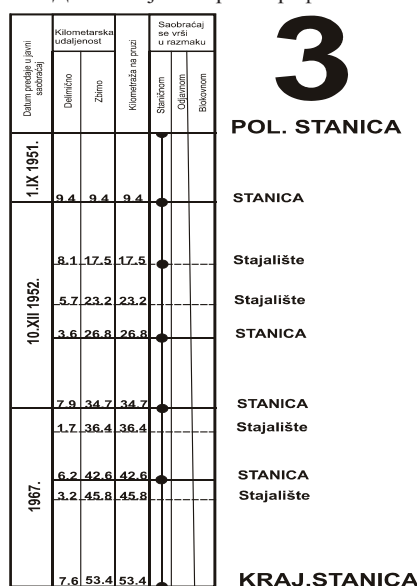 Datum predaje u javni
saobraćaj
Kilometarska
udaljenost
Delimično
Zbirno
Kilometraža na pruzi
Saobraćaj
se vrši
u razmaku
Staničnom
Odjavnom
Blokovnom
3
POL. STANICA
1.IX 1951.
9.4 9.4 9.4 STANICA
10.XII 1952.
8.1 17.5 17.5 Stajalište
5.7 23.2 23.2 Stajalište
3.6 26.8 26.8 STANICA
7.9 34.7 34.7 STANICA
1967.
1.7 36.4 36.4 Stajalište
6.2 42.6 42.6 STANICA
3.2 45.8 45.8 Stajalište
7.6 53.4 53.4 KRAJ.STANICA